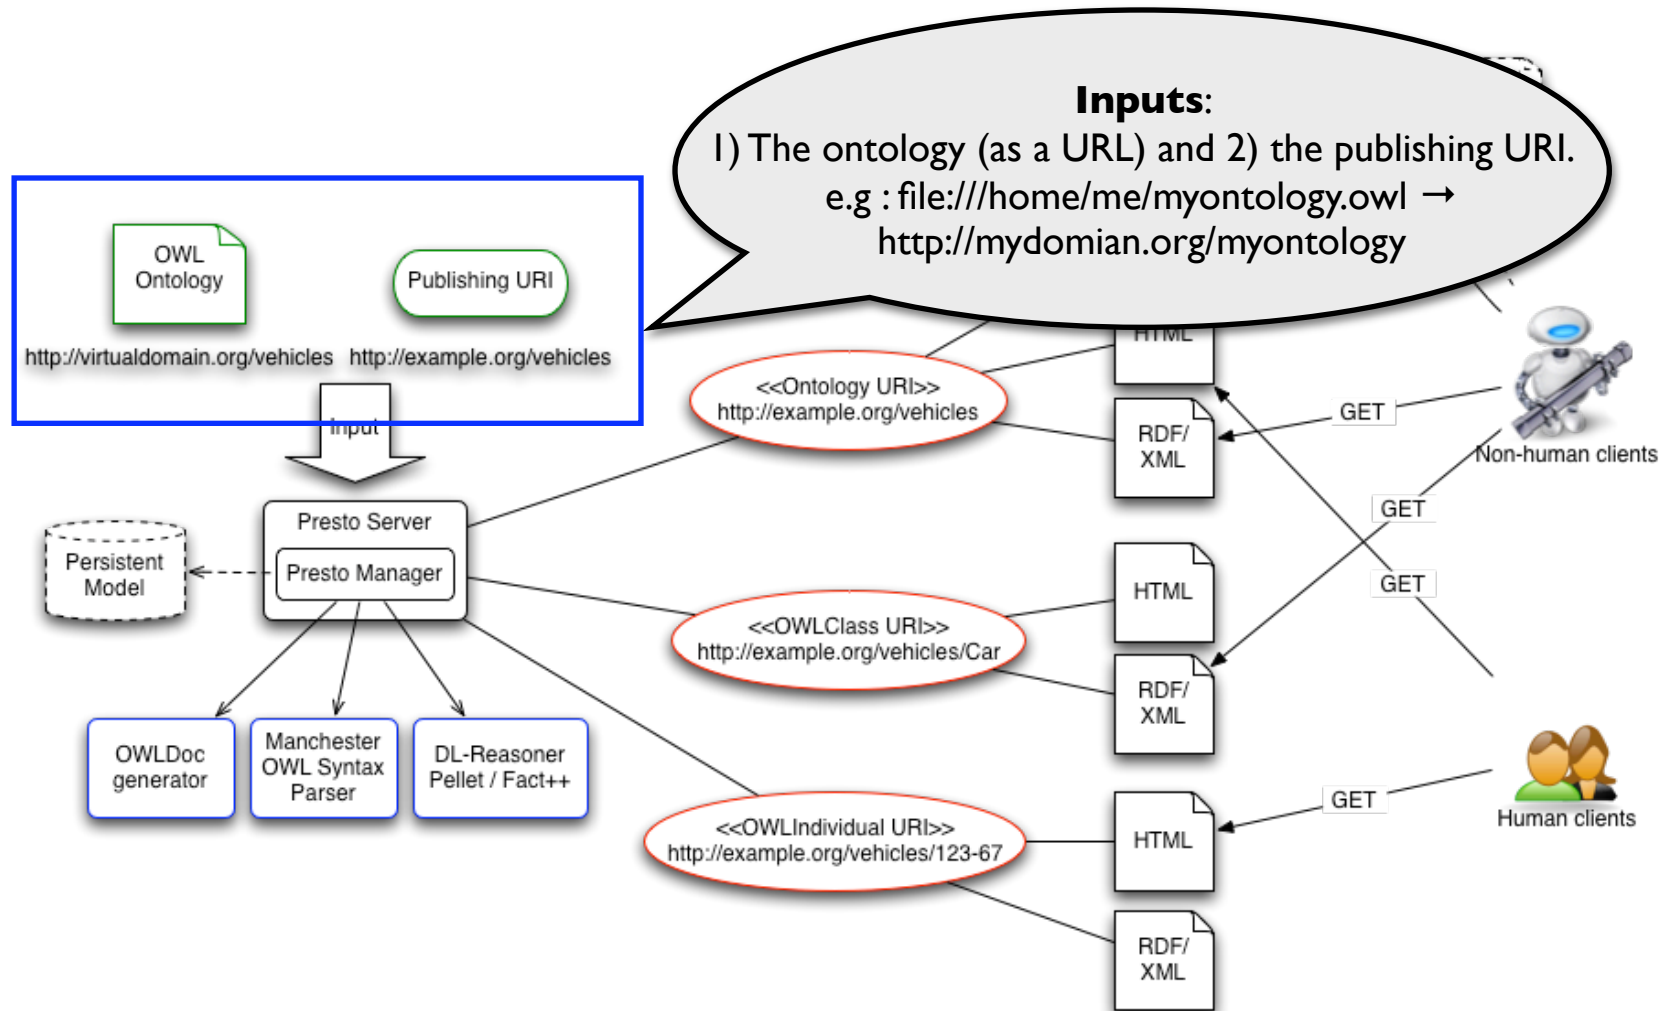 Inputs:
1) The ontology (as a URL) and 2) the publishing URI.
e.g : file:///home/me/myontology.owl →
http://mydomian.org/myontology
OWL
Ontology
Publishing URI
http://virtualdomain.org/vehicles
http://example.org/vehicles
Input
Presto Server
Presto Manager
Persistent
Model
OWLDoc
generator
Manchester
OWL Syntax
Parser
DL-Reasoner
Pellet / Fact++
<<Ontology URI>>
http://example.org/vehicles
HTML
RDF/
XML
GET
Non-human clients
GET
GET
<<OWLClass URI>>
http://example.org/vehicles/Car
HTML
RDF/
XML
<<OWLIndividual URI>>
http://example.org/vehicles/123-67
HTML
RDF/
XML
GET
Human clients